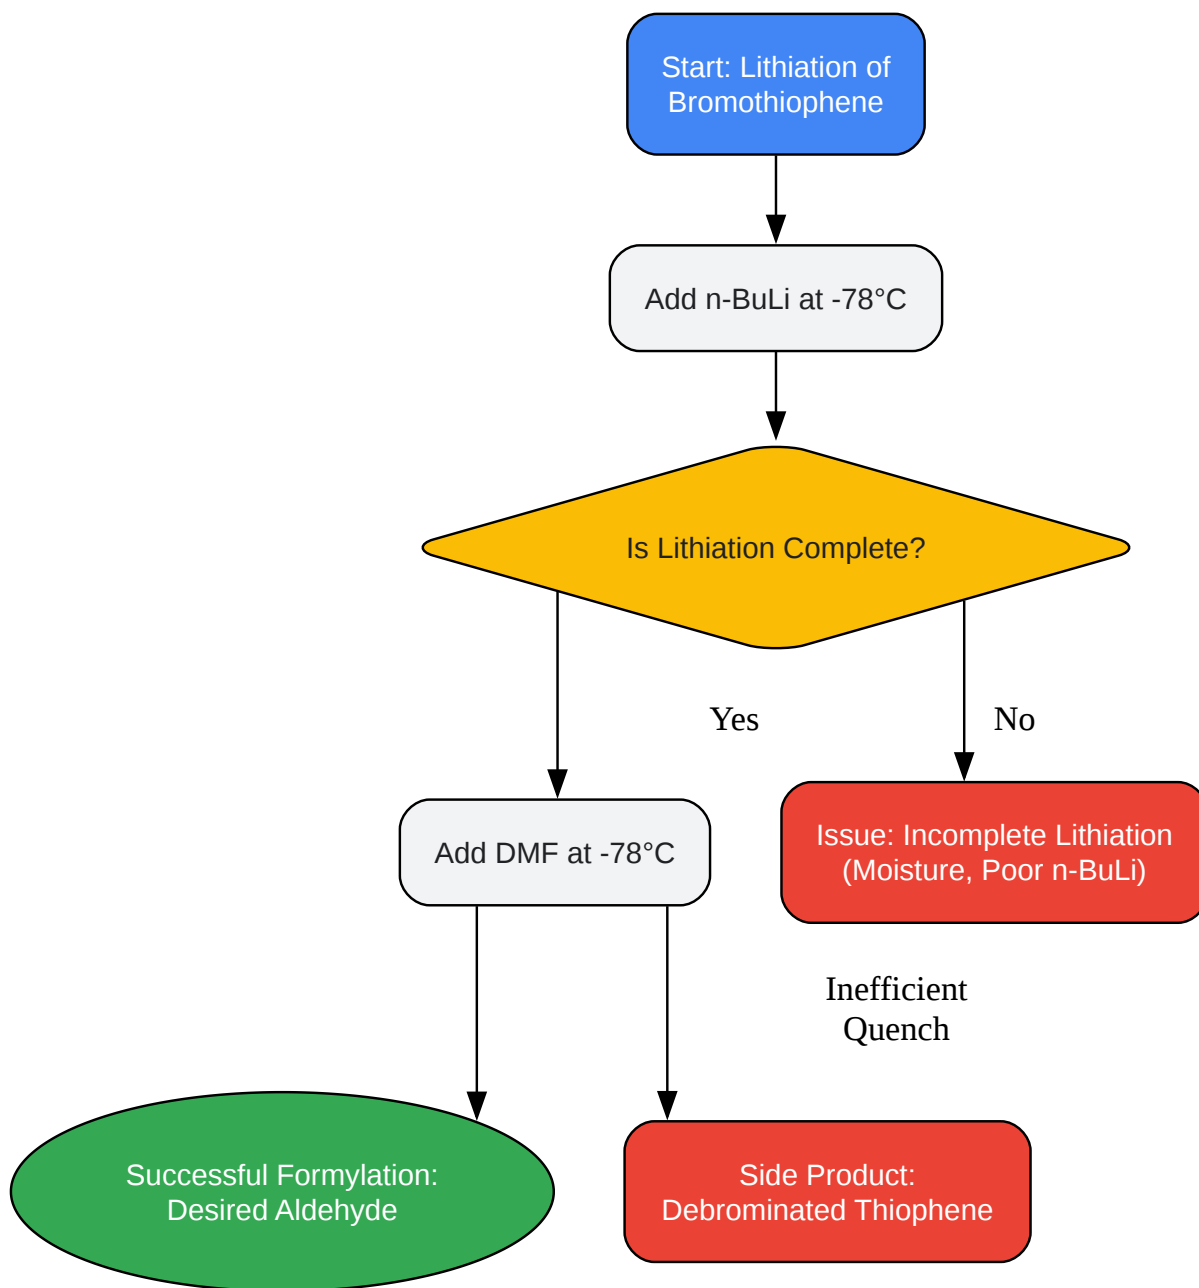 Start: Lithiation of
Bromothiophene
Add n-BuLi at -78°C
Is Lithiation Complete?
Yes
No
Add DMF at -78°C
Issue: Incomplete Lithiation
(Moisture, Poor n-BuLi)
Inefficient
Quench
Successful Formylation:
Desired Aldehyde
Side Product:
Debrominated Thiophene